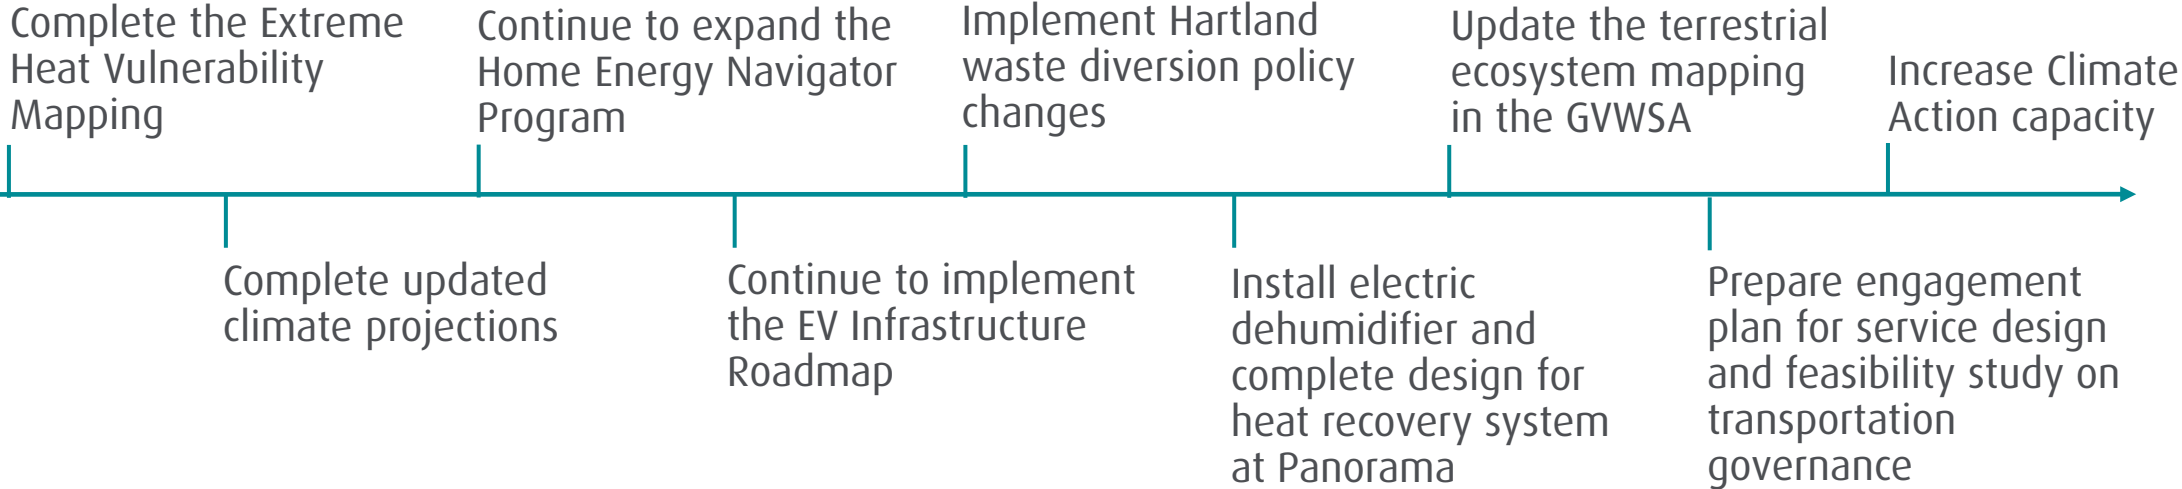 Complete the Extreme
Heat Vulnerability
Mapping
Complete updated
climate projections
Continue to expand the
Home Energy Navigator
Program
Continue to implement
the EV Infrastructure
Roadmap
Implement Hartland
waste diversion policy
changes
Install electric
dehumidifier and
complete design for
heat recovery system
at Panorama
Update the terrestrial
ecosystem mapping
in the GVWSA
Prepare engagement
plan for service design
and feasibility study on
transportation
governance
Increase Climate
Action capacity